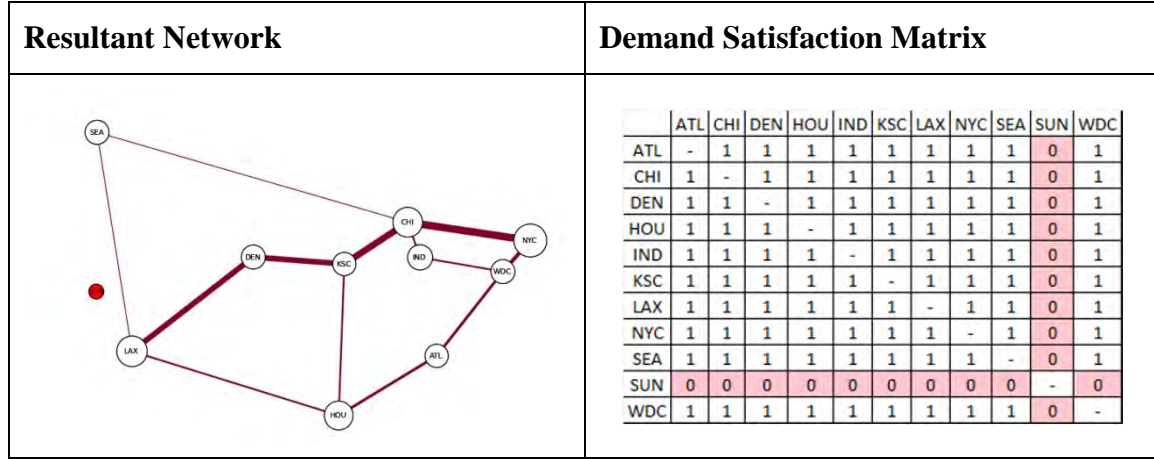 Resultant Network
Demand Satisfaction Matrix
SEA
CHI
NYC
DEN
KSC
IND
WDC
LAX
ATL
HOU
ATL CHI DEN HOU IND KSC LAX NYC SEA SUN WDC
ATL - 1 1 1 1 1 1 1 1 0 1
CHI 1 - 1 1 1 1 1 1 1 0 1
DEN 1 1 - 1 1 1 1 1 1 0 1
HOU 1 1 1 - 1 1 1 1 1 0 1
IND 1 1 1 1 - 1 1 1 1 0 1
KSC 1 1 1 1 1 - 1 1 1 0 1
LAX 1 1 1 1 1 1 - 1 1 0 1
NYC 1 1 1 1 1 1 1 - 1 0 1
SEA 1 1 1 1 1 1 1 1 - 0 1
SUN 0 0 0 0 0 0 0 0 0 - 0
WDC 1 1 1 1 1 1 1 1 1 0 -